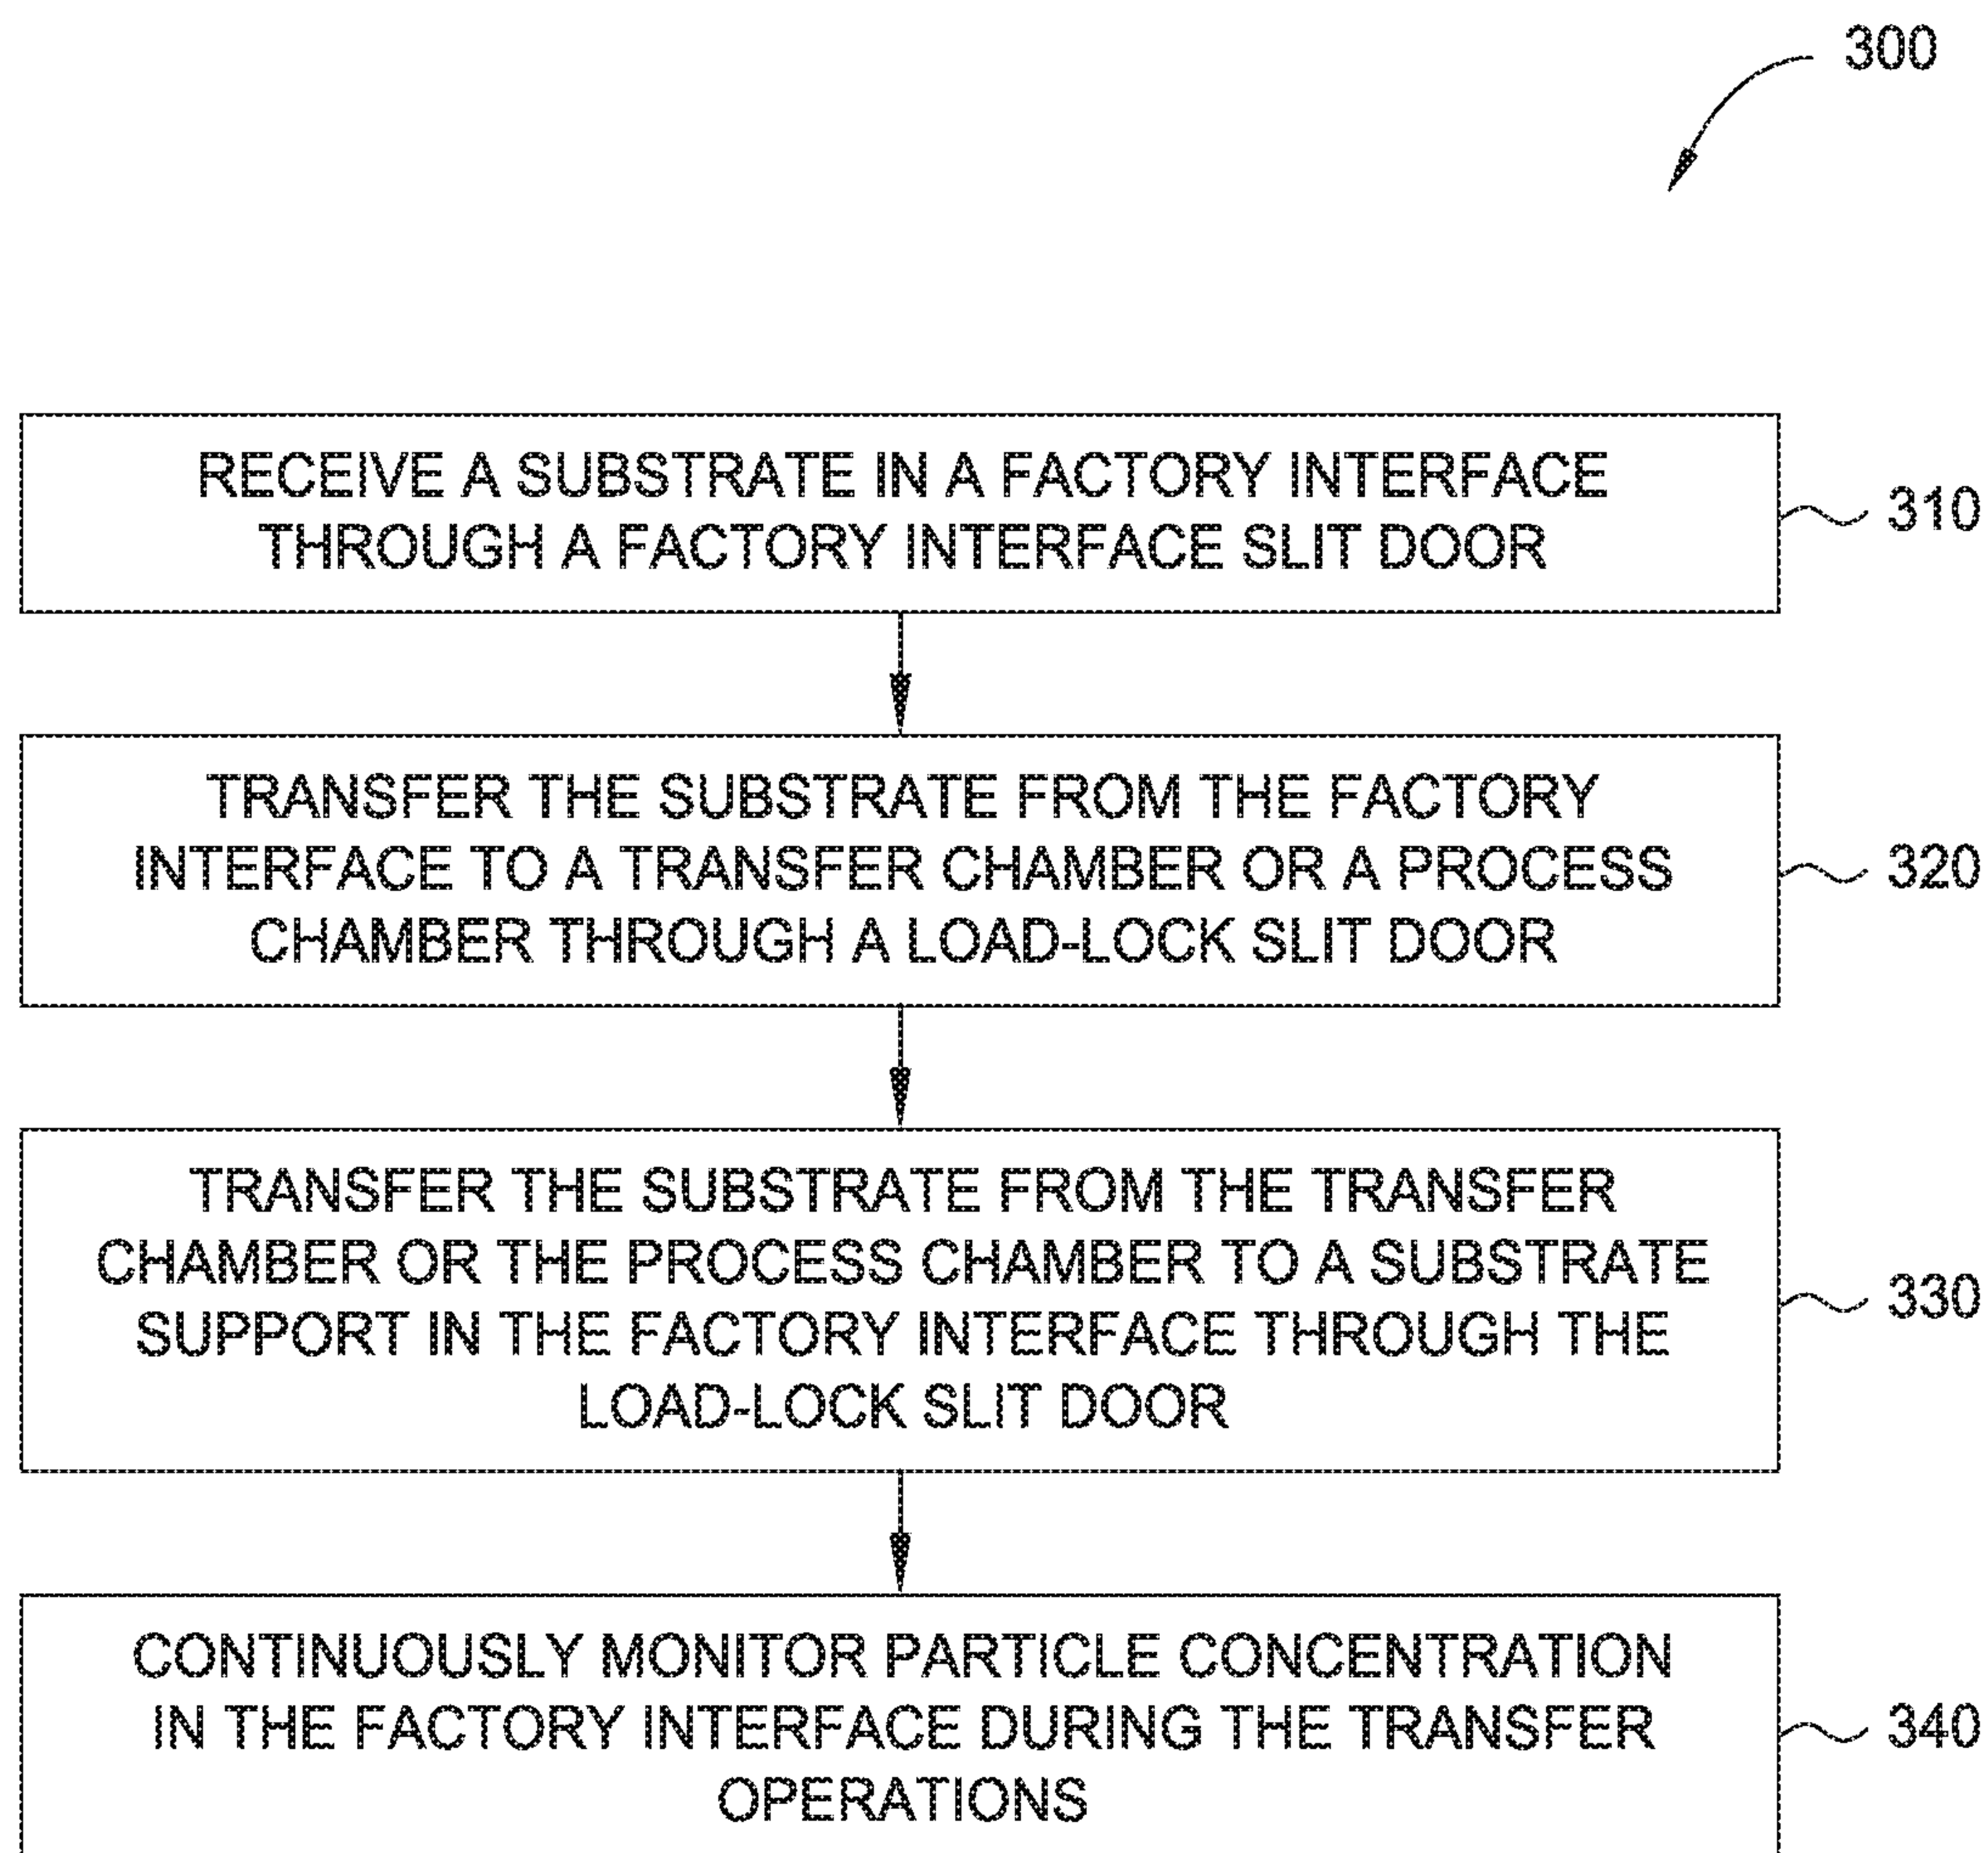 300
RECEIVE A SUBSTRATE IN A FACTORY INTERFACE
THROUGH A FACTORY INTERFACE SLIT DOOR
310
TRANSFER THE SUBSTRATE FROM THE FACTORY
INTERFACE TO A TRANSFER CHAMBER OR A PROCESS
CHAMBER THROUGH A LOAD-LOCK SLIT DOOR
320
TRANSFER THE SUBSTRATE FROM THE TRANSFER
CHAMBER OR THE PROCESS CHAMBER TO A SUBSTRATE
SUPPORT IN THE FACTORY INTERFACE THROUGH THE
LOAD-LOCK SLIT DOOR
330
CONTINUOUSLY MONITOR PARTICLE CONCENTRATION
IN THE FACTORY INTERFACE DURING THE TRANSFER
OPERATIONS
340